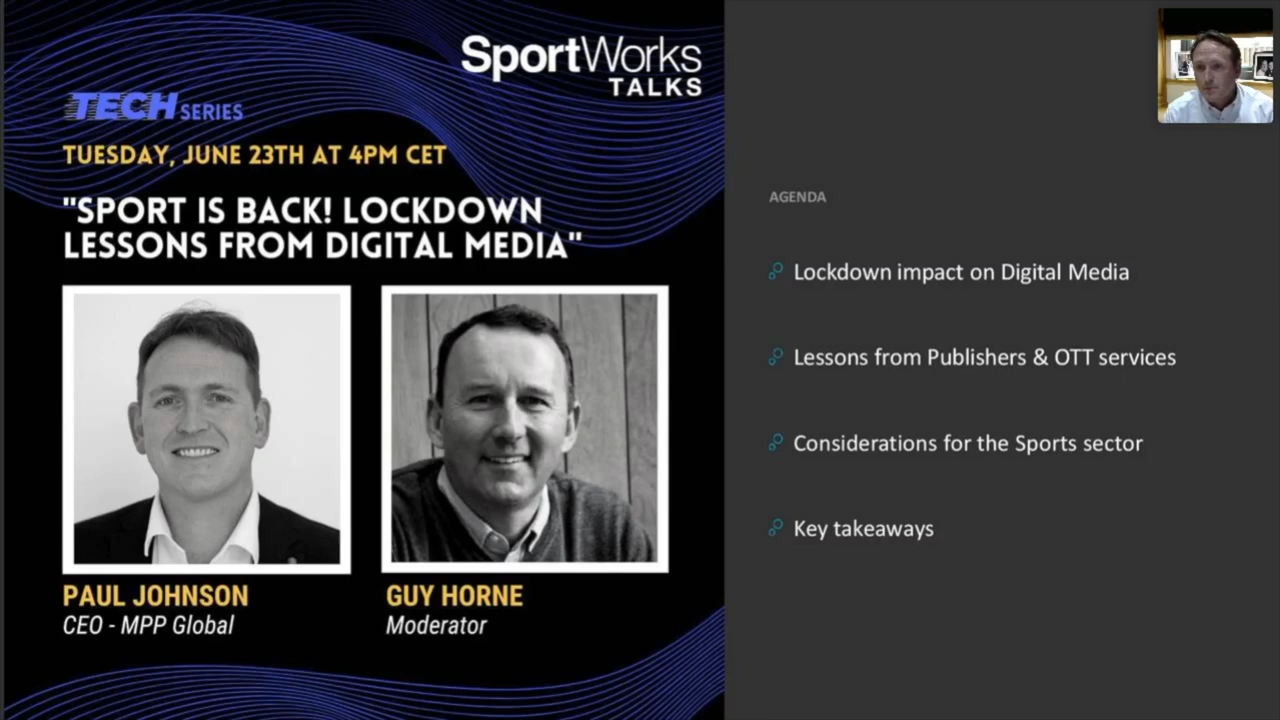 SportWorks
TALKS
TECH SERIES
TUESDAY, JUNE 23TH AT 4PM CET
"SPORT IS BACK! LOCKDOWN
LESSONS FROM DIGITAL MEDIA"
PAUL JOHNSON
CEO - MPP Global
GUY HORNE
Moderator
AGENDA
Lockdown impact on Digital Media
Lessons from Publishers & OTT services
Considerations for the Sports sector
Key takeaways